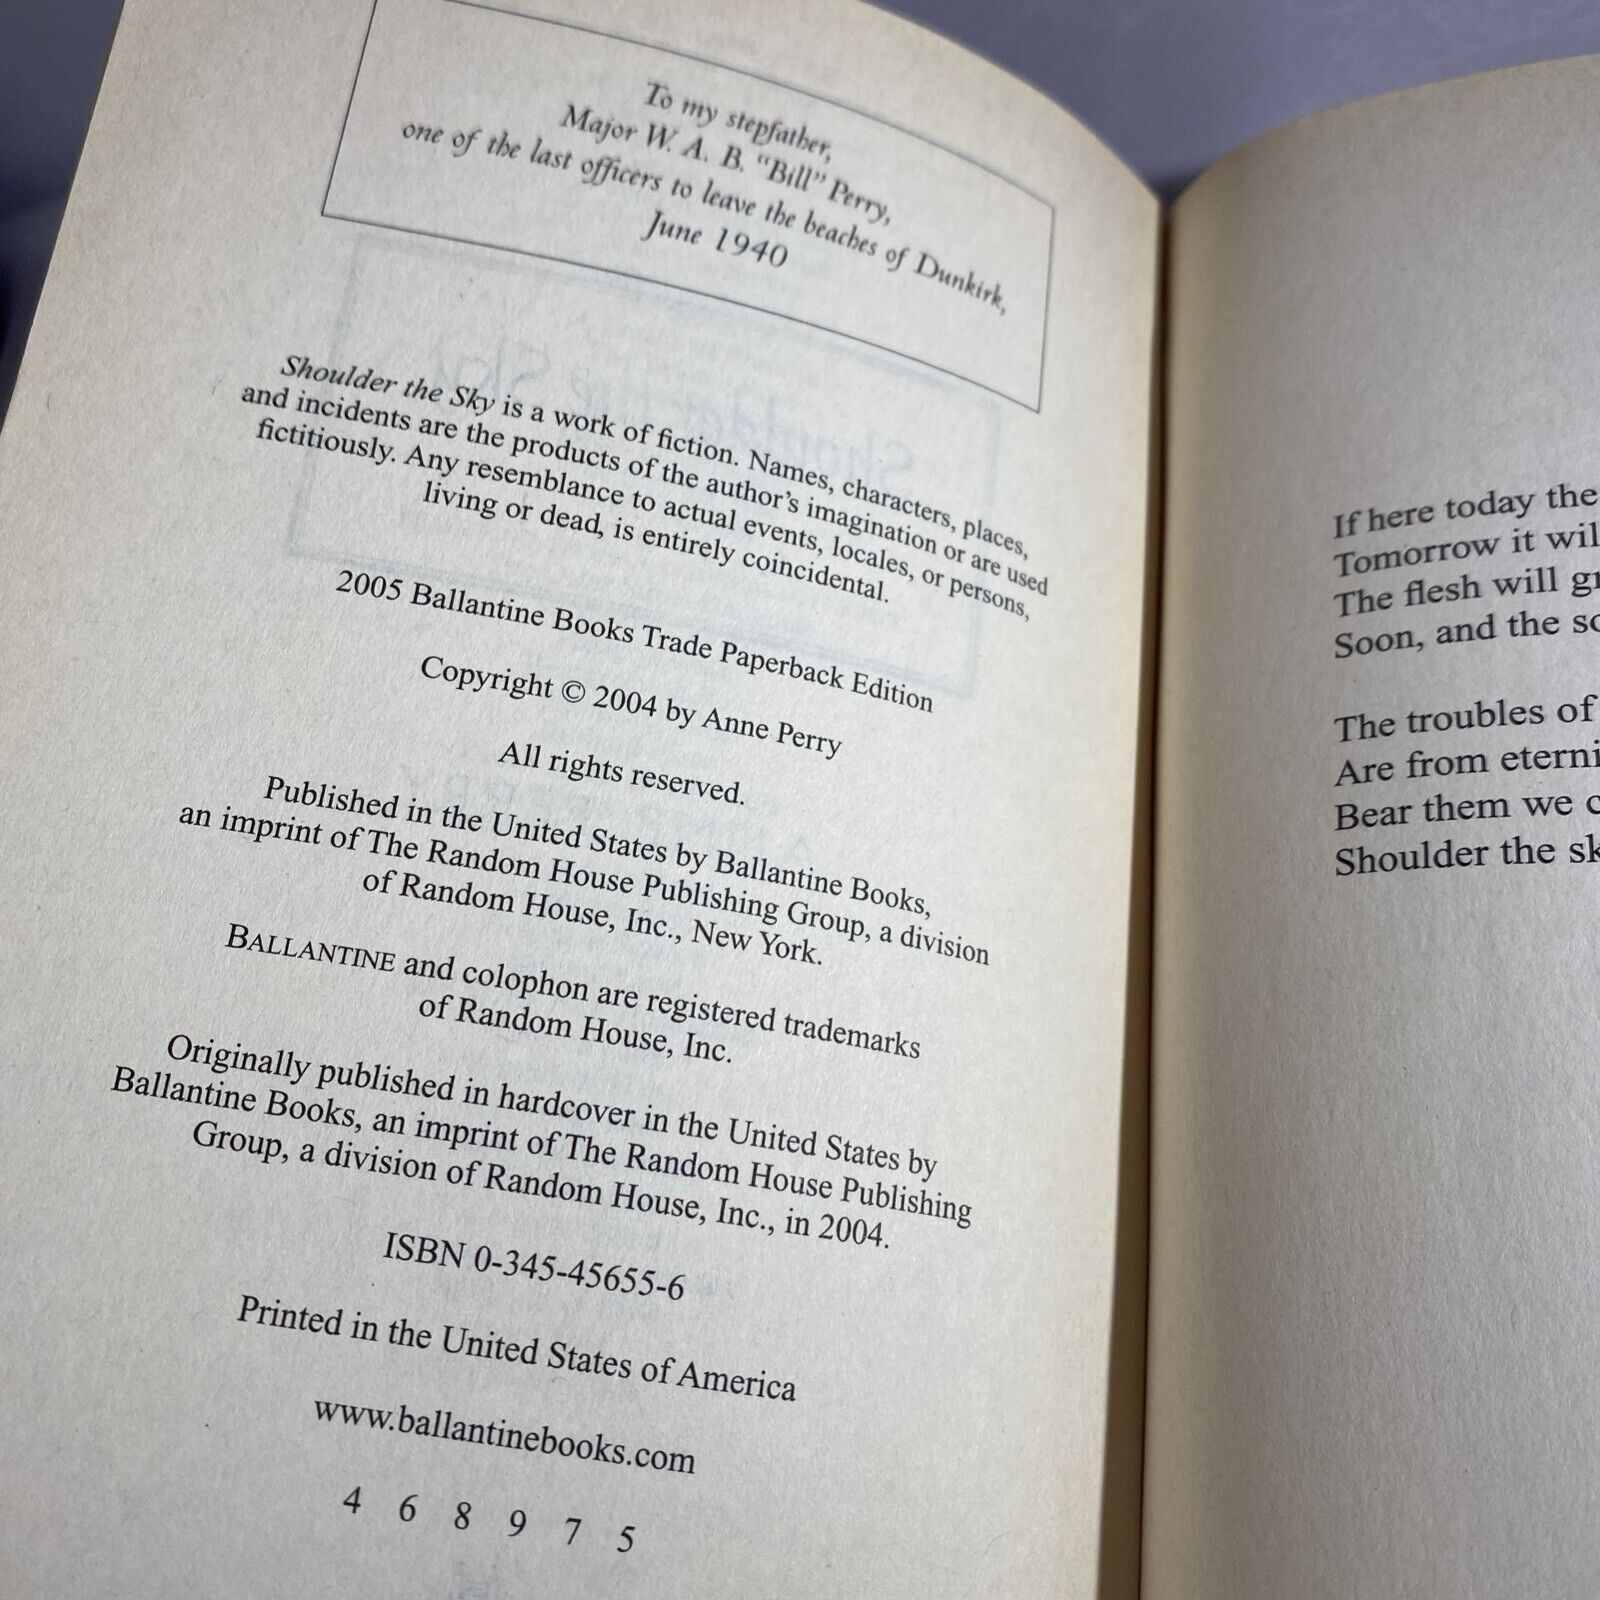 To my stepfather,
Major W. A. B. “Bill” Perry,
one of the last officers to leave the beaches of Dunkirk,
June 1940
Shoulder the Sky is a work of fiction. Names, characters, places,
and incidents are the products of the author’s imagination or are used
fictitiously. Any resemblance to actual events, locales, or persons,
living or dead, is entirely coincidental.
2005 Ballantine Books Trade Paperback Edition
Copyright © 2004 by Anne Perry
All rights reserved.
Published in the United States by Ballantine Books,
an imprint of The Random House Publishing Group, a division
of Random House, Inc., New York.
BALLANTINE and colophon are registered trademarks
of Random House, Inc.
Originally published in hardcover in the United States by
Ballantine Books, an imprint of The Random House Publishing
Group, a division of Random House, Inc., in 2004.
ISBN 0-345-45655-6
Printed in the United States of America
www.ballantinebooks.com
4 6 8 9 7 5
If here today the
Tomorrow it wil
The flesh will gr
Soon, and the so
The troubles of
Are from eterni
Bear them we c
Shoulder the sk